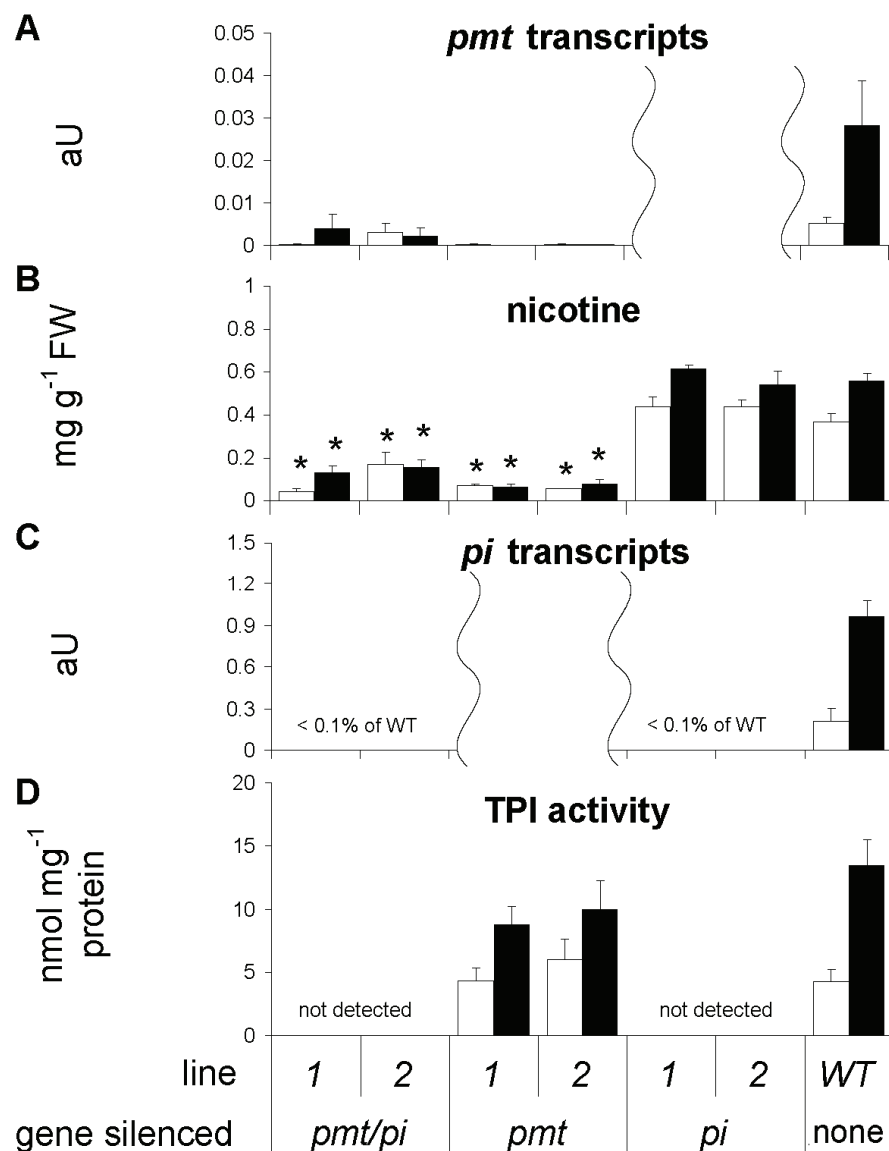 A
pmt transcripts
aU
0.05
0.04
0.03
0.02
0.01
0
B
nicotine
mg g⁻¹ FW
1
0.8
0.6
0.4
0.2
0
* * * * * * * *
C
pi transcripts
aU
1.5
1.2
0.9
0.6
0.3
0
< 0.1% of WT
< 0.1% of WT
D
TPI activity
nmol mg⁻¹
protein
20
15
10
5
0
not detected
not detected
line 1 2 1 2 1 2 WT
gene silenced pmt/pi pmt pi none